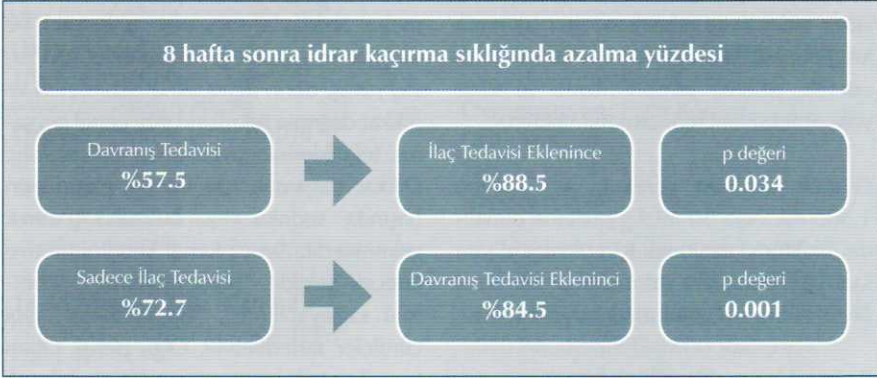 8 hafta sonra idrar kaçırma sıklığında azalma yüzdesi
Davranış Tedavisi
%57.5
İlaç Tedavisi Eklenince
%88.5
p değeri
0.034
Sadece İlaç Tedavisi
%72.7
Davranış Tedavisi Ekleninci
%84.5
p değeri
0.001